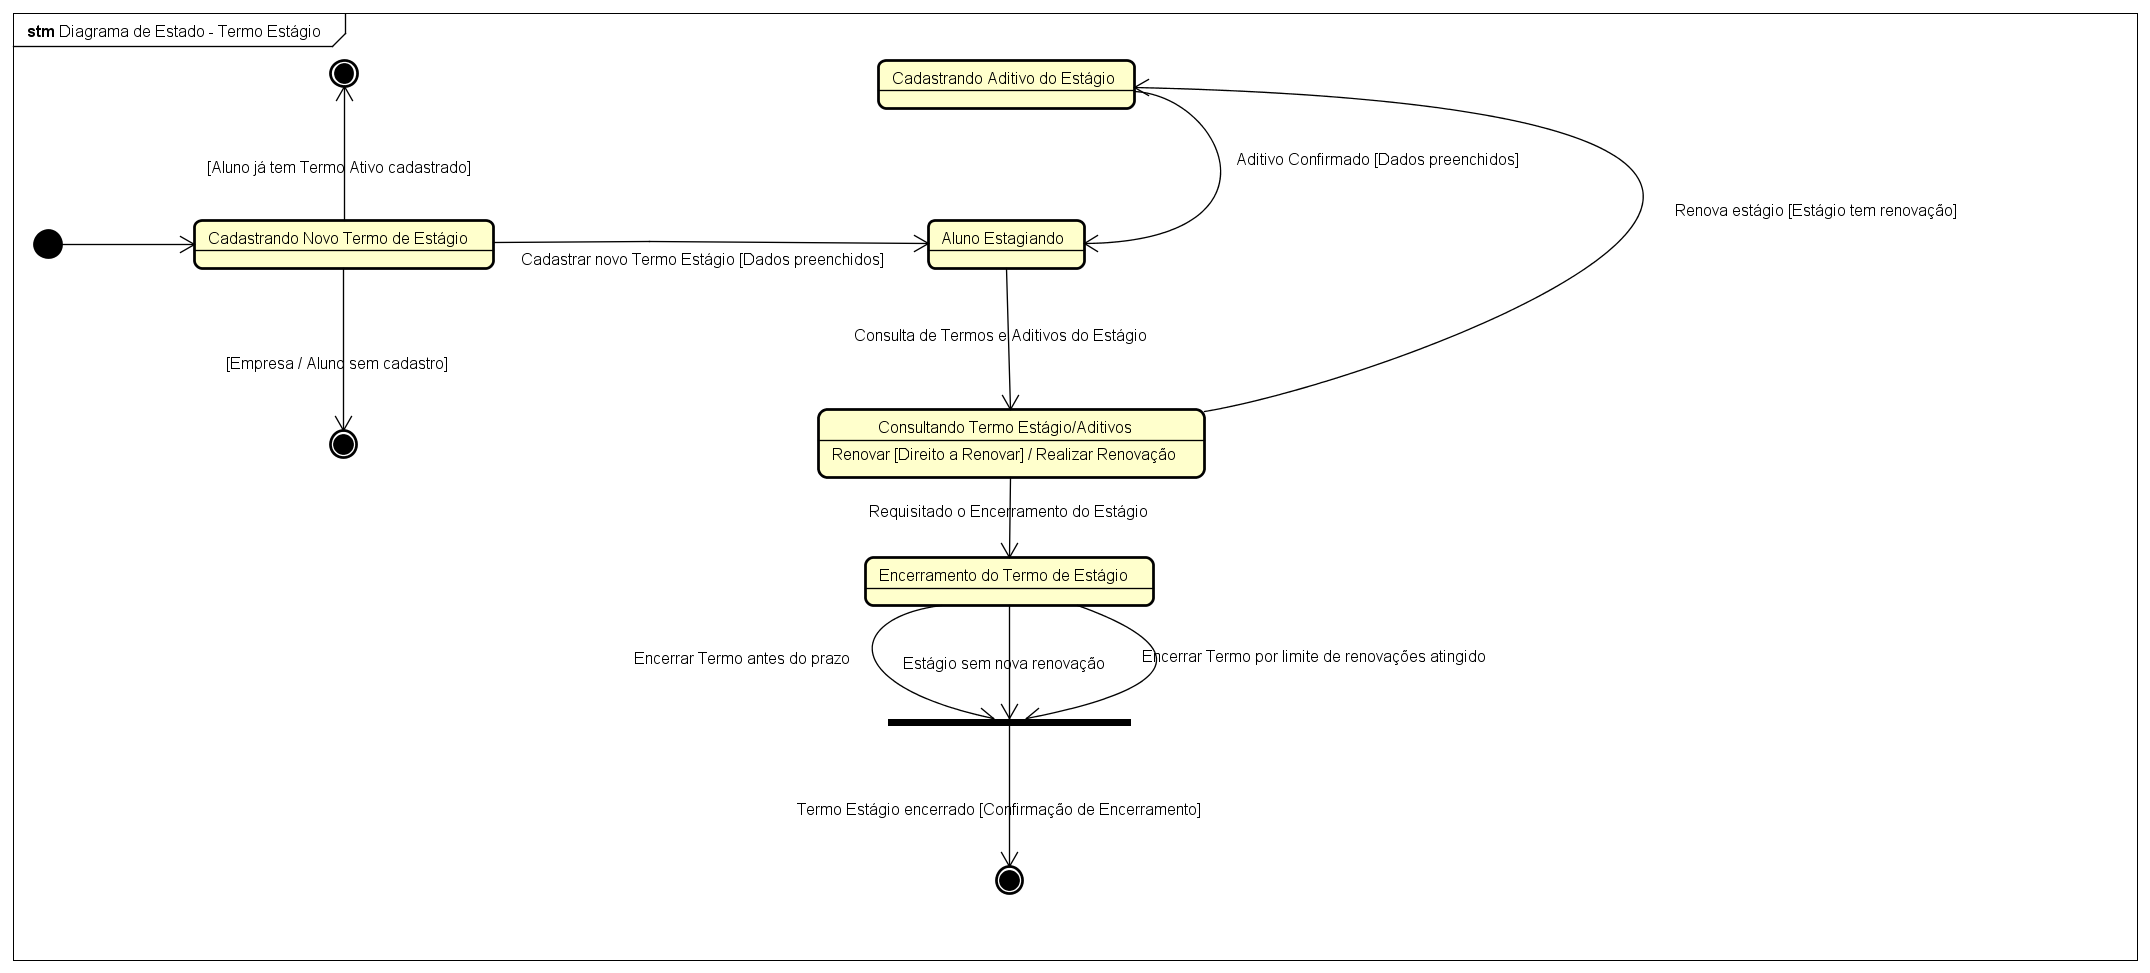 stm Diagrama de Estado - Termo Estágio
Cadastrando Aditivo do Estágio
[Aluno já tem Termo Ativo cadastrado]
Aditivo Confirmado [Dados preenchidos]
Renova estágio [Estágio tem renovação]
Cadastrando Novo Termo de Estágio
Cadastrar novo Termo Estágio [Dados preenchidos]
Aluno Estagiando
Consulta de Termos e Aditivos do Estágio
[Empresa / Aluno sem cadastro]
Consultando Termo Estágio/Aditivos
Renovar [Direito a Renovar] / Realizar Renovação
Requisitado o Encerramento do Estágio
Encerramento do Termo de Estágio
Encerrar Termo antes do prazo
Estágio sem nova renovação
Encerrar Termo por limite de renovações atingido
Termo Estágio encerrado [Confirmação de Encerramento]